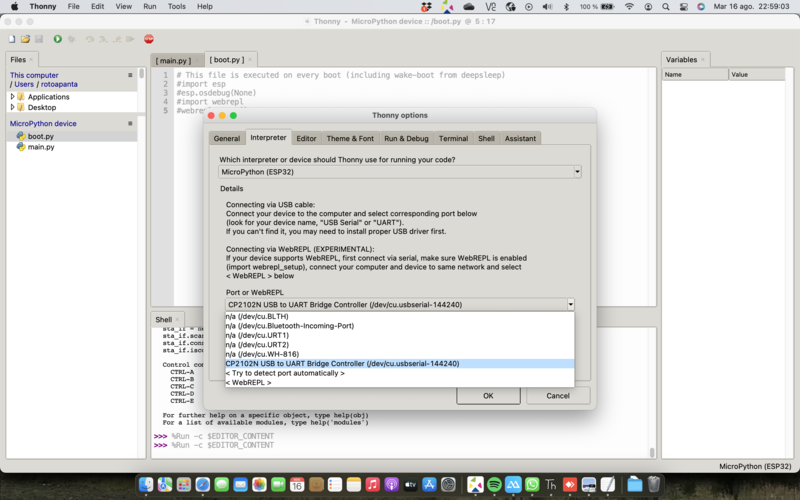 Thonny File Edit View Run Tools Help
100 % Mar 16 ago. 22:59:03
Thonny - MicroPython device :: /boot.py @ 5 : 17
Files
This computer
/ Users / rotoapanta
Applications
Desktop
MicroPython device
boot.py
main.py
[ main.py ] [ boot.py ]
1 # This file is executed on every boot (including wake-boot from deepsleep)
2 #import esp
3 #esp.osdebug(None)
4 #import webrepl
5 #webre
Variables
Name Value
Thonny options
General Interpreter Editor Theme & Font Run & Debug Terminal Shell Assistant
Which interpreter or device should Thonny use for running your code?
MicroPython (ESP32)
Details
Connecting via USB cable:
Connect your device to the computer and select corresponding port below
(look for your device name, "USB Serial" or "UART").
If you can't find it, you may need to install proper USB driver first.
Connecting via WebREPL (EXPERIMENTAL):
If your device supports WebREPL, first connect via serial, make sure WebREPL is enabled
(import webrepl_setup), connect your computer and device to same network and select
< WebREPL > below
Port or WebREPL
CP2102N USB to UART Bridge Controller (/dev/cu.usbserial-144240)
n/a (/dev/cu.BLTH)
n/a (/dev/cu.Bluetooth-Incoming-Port)
n/a (/dev/cu.URT1)
n/a (/dev/cu.URT2)
n/a (/dev/cu.WH-816)
CP2102N USB to UART Bridge Controller (/dev/cu.usbserial-144240)
< Try to detect port automatically >
< WebREPL >
OK Cancel
Shell
sta_if.scan
sta_if.con
sta_if.isco
Control com
CTRL-A
CTRL-B
CTRL-C
CTRL-D
CTRL-E
For further help on a specific object, type help(obj)
For a list of available modules, type help('modules')
>>> %Run -c $EDITOR_CONTENT
>>> %Run -c $EDITOR_CONTENT
MicroPython (ESP32)